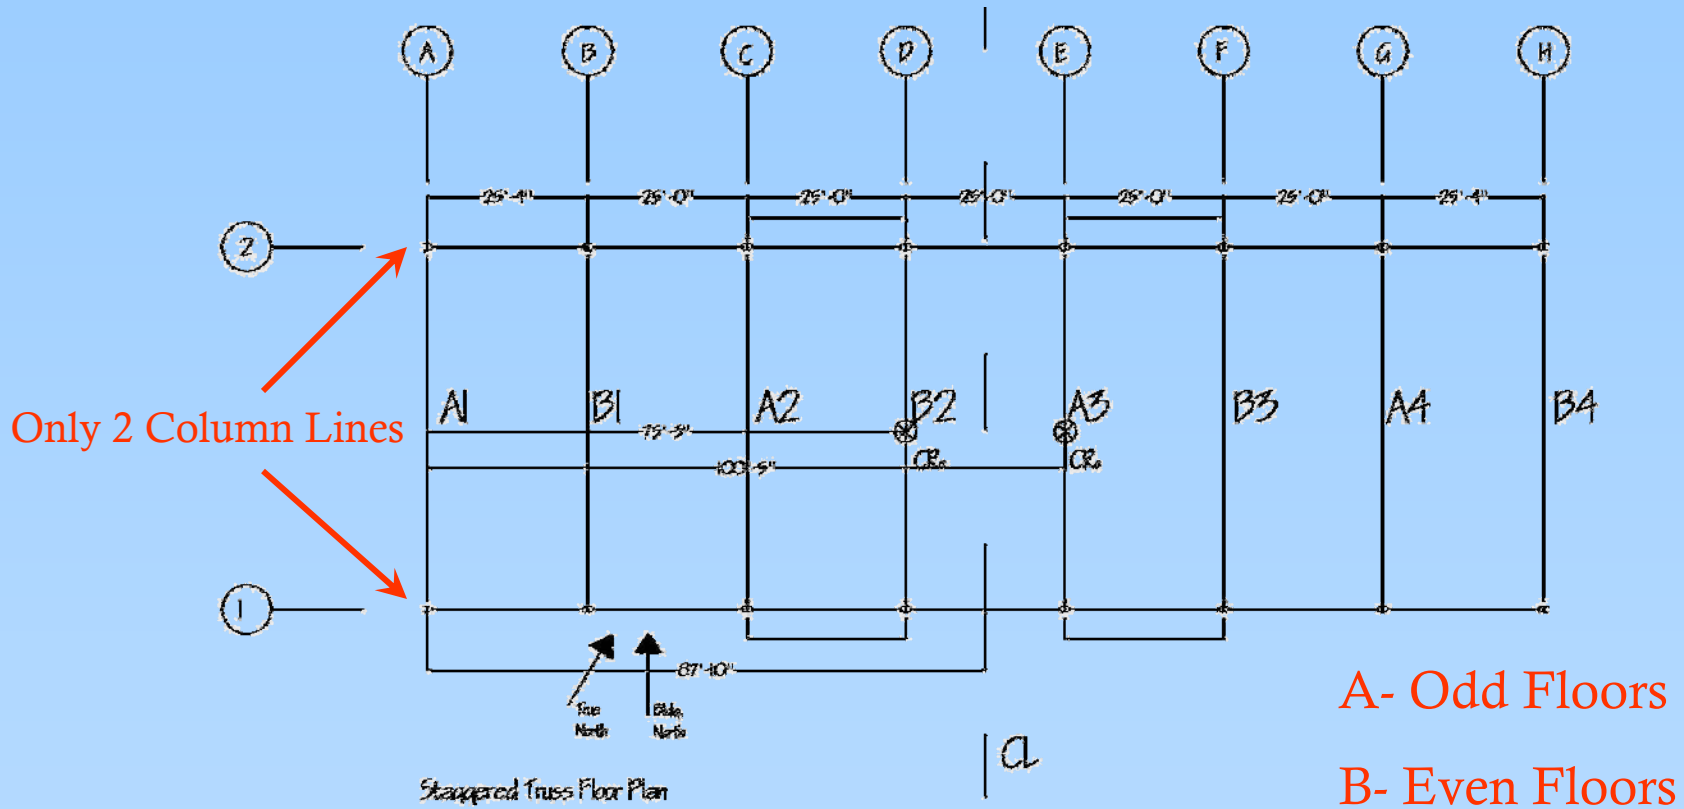 A B C D E F G H
25'-4" 25'-0" 25'-0" 25'-0" 25'-0" 25'-0" 25'-4"
2
A1 B1 A2 B2 A3 B3 A4 B4
Only 2 Column Lines
75'-3"
100'-5"
CR CR
1
87'-10"
True North
Bldg. North
A- Odd Floors
CL
Staggered Truss Floor Plan
B- Even Floors